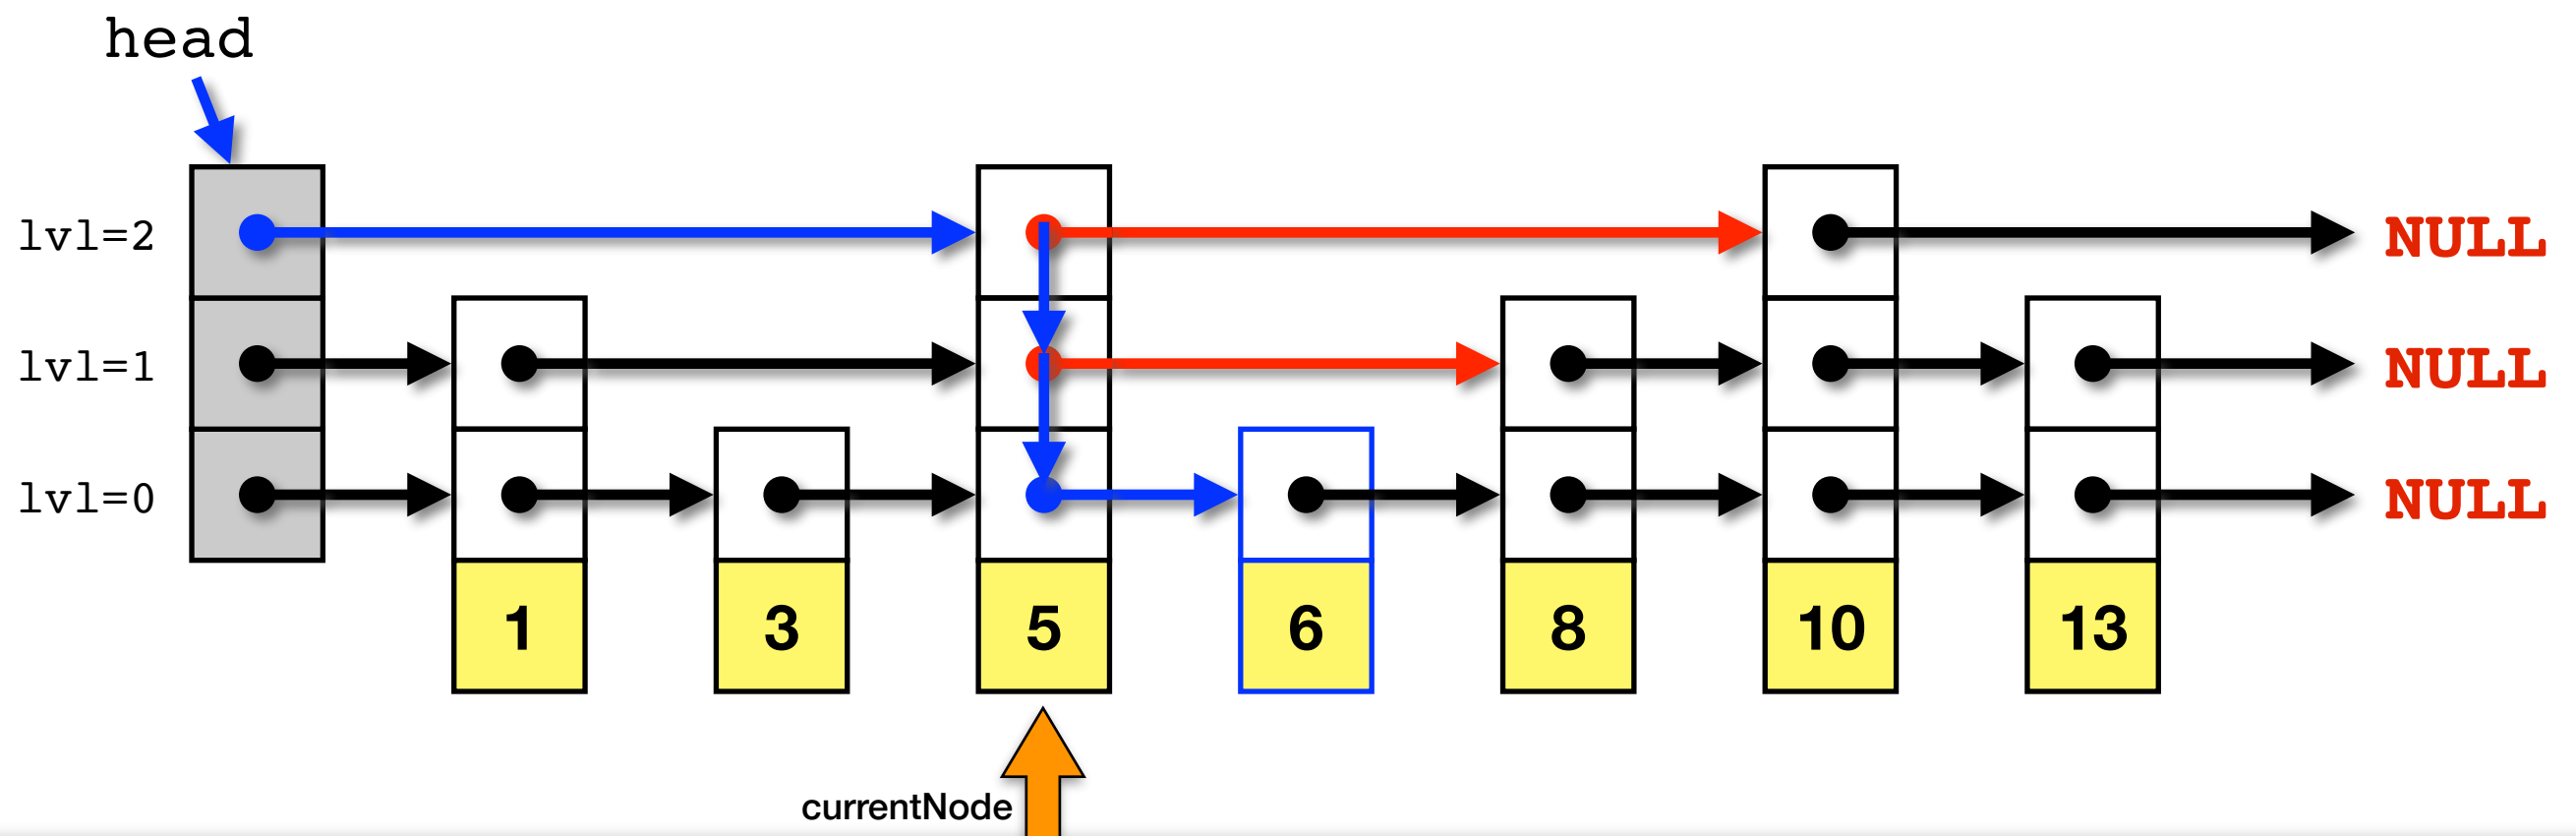 head
lvl=2 NULL
lvl=1 NULL
lvl=0 NULL
1 3 5 6 8 10 13
currentNode